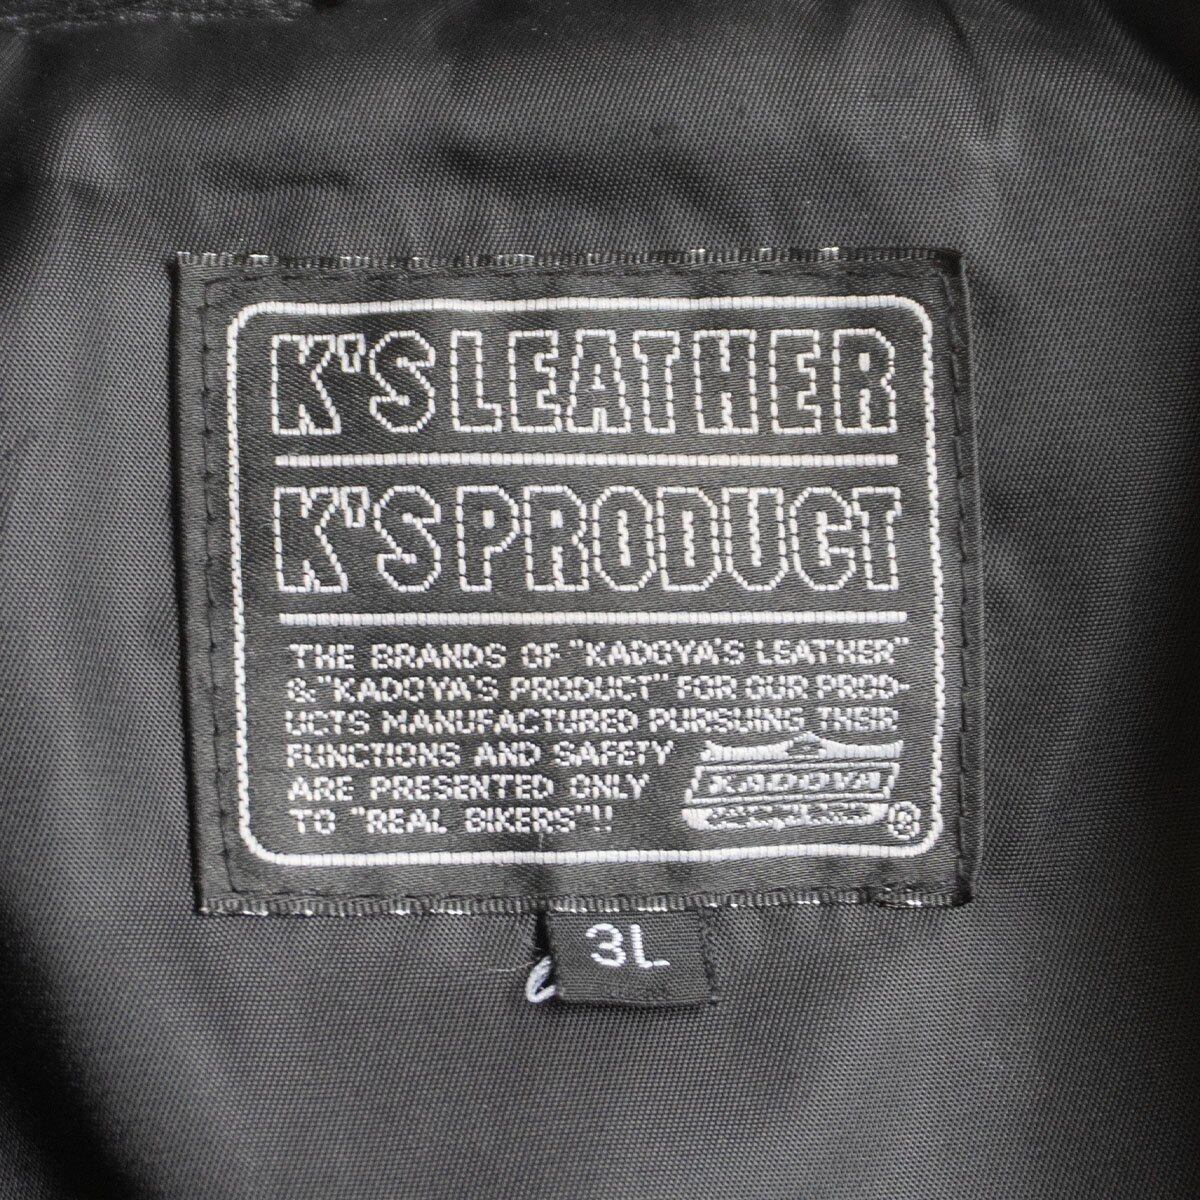 K'S LEATHER
K'S PRODUCT
THE BRANDS OF "KADOYA'S LEATHER"
& "KADOYA'S PRODUCT" FOR OUR PROD-
UCTS MANUFACTURED PURSUING THEIR
FUNCTIONS AND SAFETY
ARE PRESENTED ONLY
TO "REAL BIKERS"!!
KADOYA
®
3L